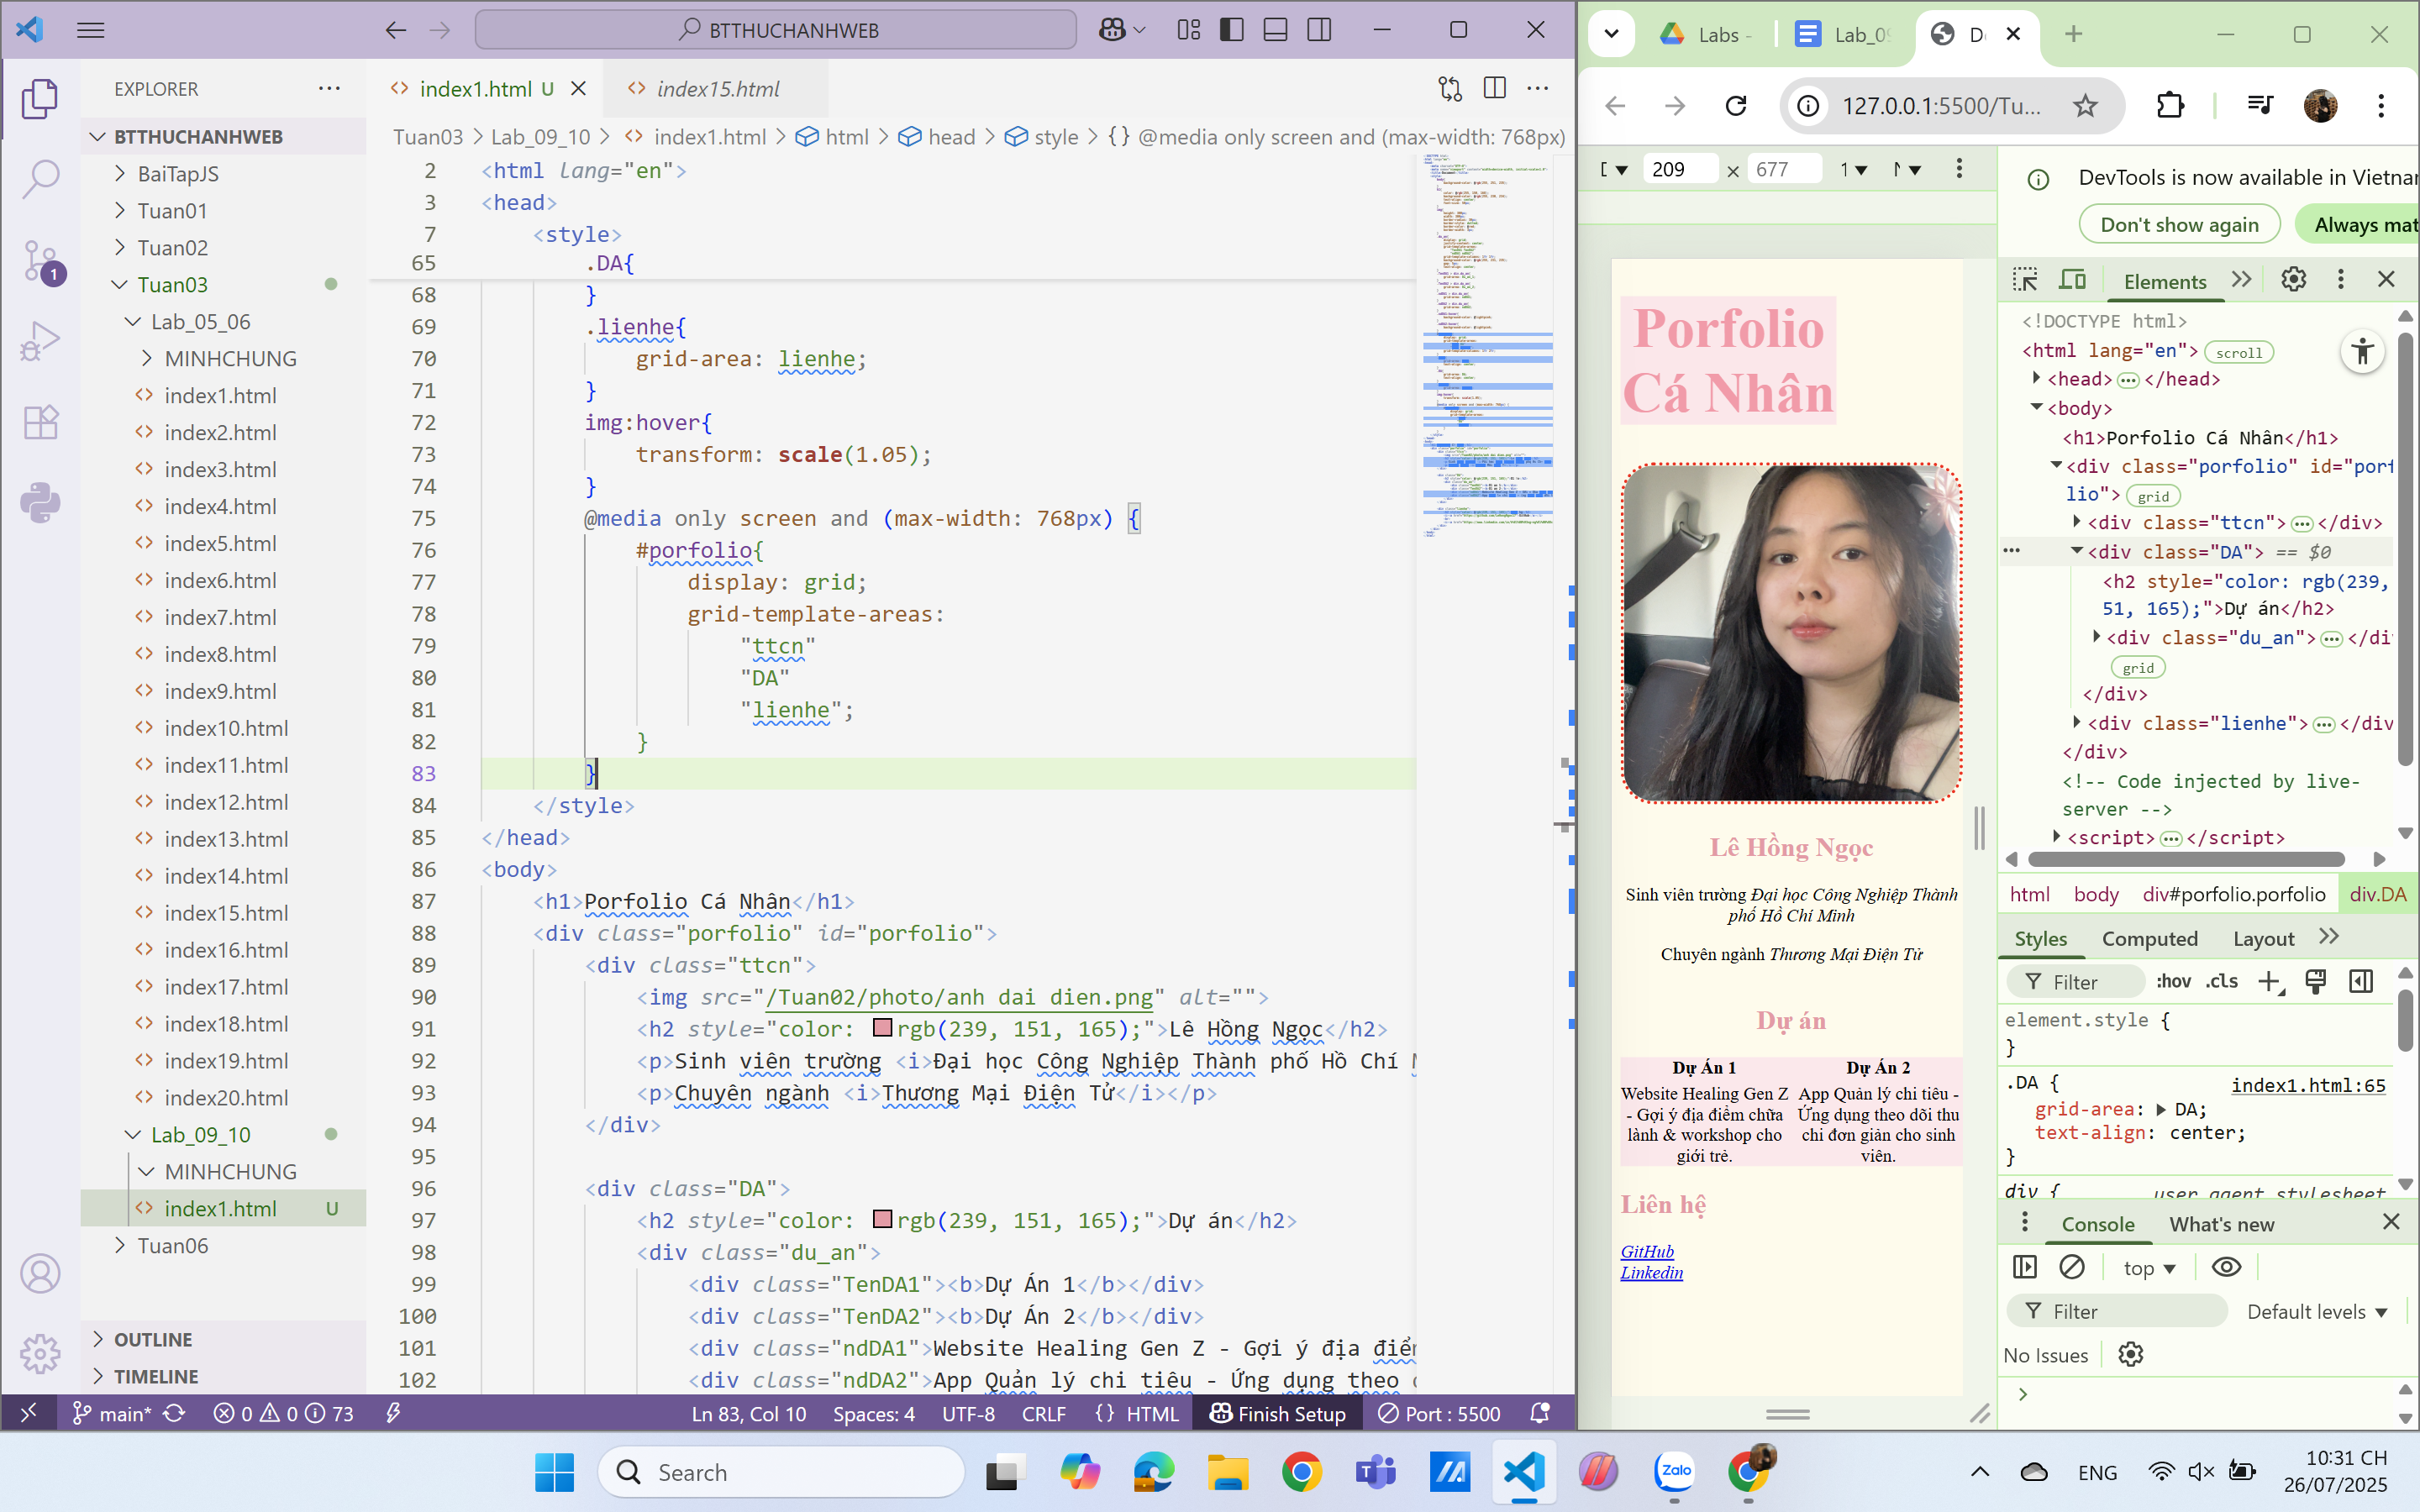 BTTHUCHANHWEB
EXPLORER
BTTHUCHANHWEB
BaiTapJS
Tuan01
Tuan02
Tuan03
Lab_05_06
MINHCHUNG
index1.html
index2.html
index3.html
index4.html
index5.html
index6.html
index7.html
index8.html
index9.html
index10.html
index11.html
index12.html
index13.html
index14.html
index15.html
index16.html
index17.html
index18.html
index19.html
index20.html
Lab_09_10
MINHCHUNG
index1.html U
Tuan06
OUTLINE
TIMELINE
1
index1.html U
index15.html
Tuan03 > Lab_09_10 > index1.html > html > head > style > {} @media only screen and (max-width: 768px)
2 <html lang="en">
3 <head>
7 <style>
65 .DA{
68 }
69 .lienhe{
70 grid-area: lienhe;
71 }
72 img:hover{
73 transform: scale(1.05);
74 }
75 @media only screen and (max-width: 768px) {
76 #porfolio{
77 display: grid;
78 grid-template-areas:
79 "ttcn"
80 "DA"
81 "lienhe";
82 }
83 }
84 </style>
85 </head>
86 <body>
87 <h1>Porfolio Cá Nhân</h1>
88 <div class="porfolio" id="porfolio">
89 <div class="ttcn">
90 <img src="/Tuan02/photo/anh dai dien.png" alt="">
91 <h2 style="color: rgb(239, 151, 165);">Lê Hồng Ngọc</h2>
92 <p>Sinh viên trường <i>Đại học Công Nghiệp Thành phố Hồ Chí
93 <p>Chuyên ngành <i>Thương Mại Điện Tử</i></p>
94 </div>
95
96 <div class="DA">
97 <h2 style="color: rgb(239, 151, 165);">Dự án</h2>
98 <div class="du_an">
99 <div class="TenDA1"><b>Dự Án 1</b></div>
100 <div class="TenDA2"><b>Dự Án 2</b></div>
101 <div class="ndDA1">Website Healing Gen Z - Gợi ý địa điể
102 <div class="ndDA2">App Quản lý chi tiêu - Ứng dụng theo
main* 0 0 73 Ln 83, Col 10 Spaces: 4 UTF-8 CRLF {} HTML Finish Setup Port : 5500
Labs -
Lab_09
D
127.0.0.1:5500/Tu...
209 × 677 1
Porfolio
Cá Nhân
Lê Hồng Ngọc
Sinh viên trường Đại học Công Nghiệp Thành
phố Hồ Chí Minh
Chuyên ngành Thương Mại Điện Tử
Dự án
Dự Án 1 Dự Án 2
Website Healing Gen Z App Quản lý chi tiêu -
- Gợi ý địa điểm chữa Ứng dụng theo dõi thu
lành & workshop cho chi đơn giản cho sinh
giới trẻ. viên.
Liên hệ
GitHub
Linkedin
DevTools is now available in Vietnam
Don't show again Always mat
Elements
<!DOCTYPE html>
<html lang="en"> scroll
<head> ... </head>
<body>
<h1>Porfolio Cá Nhân</h1>
<div class="porfolio" id="porf
lio"> grid
<div class="ttcn"> ... </div>
... <div class="DA"> == $0
<h2 style="color: rgb(239,
51, 165);">Dự án</h2>
<div class="du_an"> ... </di
grid
</div>
<div class="lienhe"> ... </div
</div>
<!-- Code injected by live-
server -->
<script> ... </script>
html body div#porfolio.porfolio div.DA
Styles Computed Layout
Filter :hov .cls
element.style {
}
.DA { index1.html:65
grid-area: DA;
text-align: center;
}
div { user agent stylesheet
Console What's new
top
Filter Default levels
No Issues
Search
Zalo
ENG
10:31 CH
26/07/2025